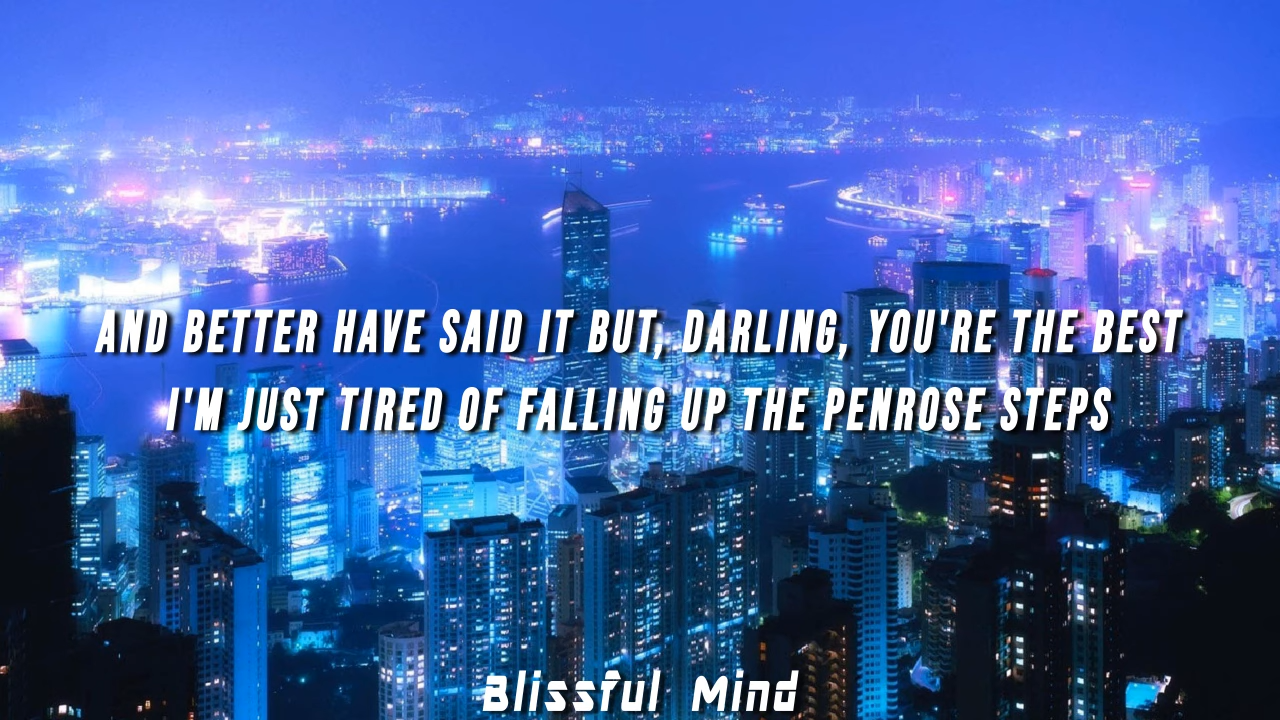 AND BETTER HAVE SAID IT BUT, DARLING, YOU'RE THE BEST
I'M JUST TIRED OF FALLING UP THE PENROSE STEPS
Blissful Mind